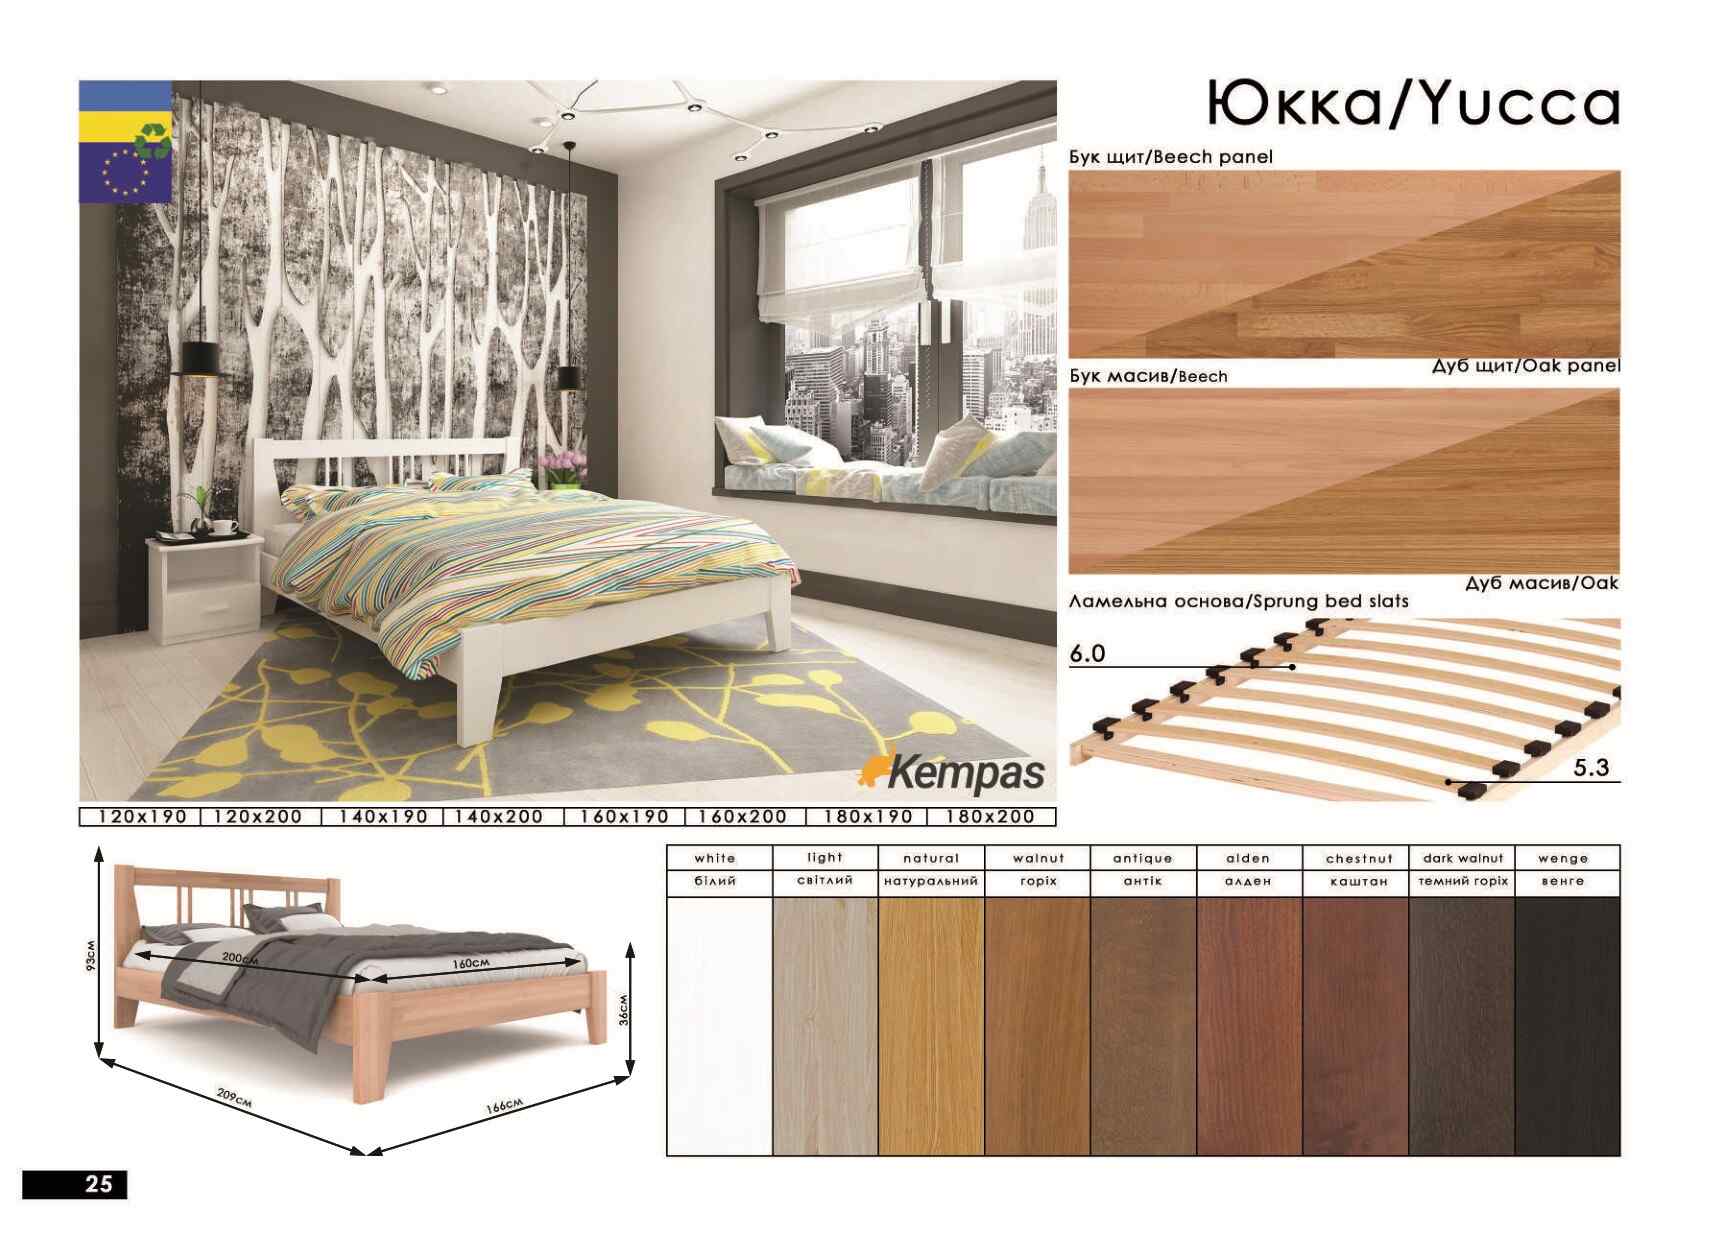 Юкка/Yucca
Бук щит/Beech panel
Дуб щит/Oak panel
Бук масив/Beech
Дуб масив/Oak
Ламельна основа/Sprung bed slats
6.0
5.3
Kempas
120x190 120x200 140x190 140x200 160x190 160x200 180x190 180x200
93см
200см
160см
36см
209см
166см
white light natural walnut antique alden chestnut dark walnut wenge
білий світлий натуральний горіх антік алден каштан темний горіх венге
25